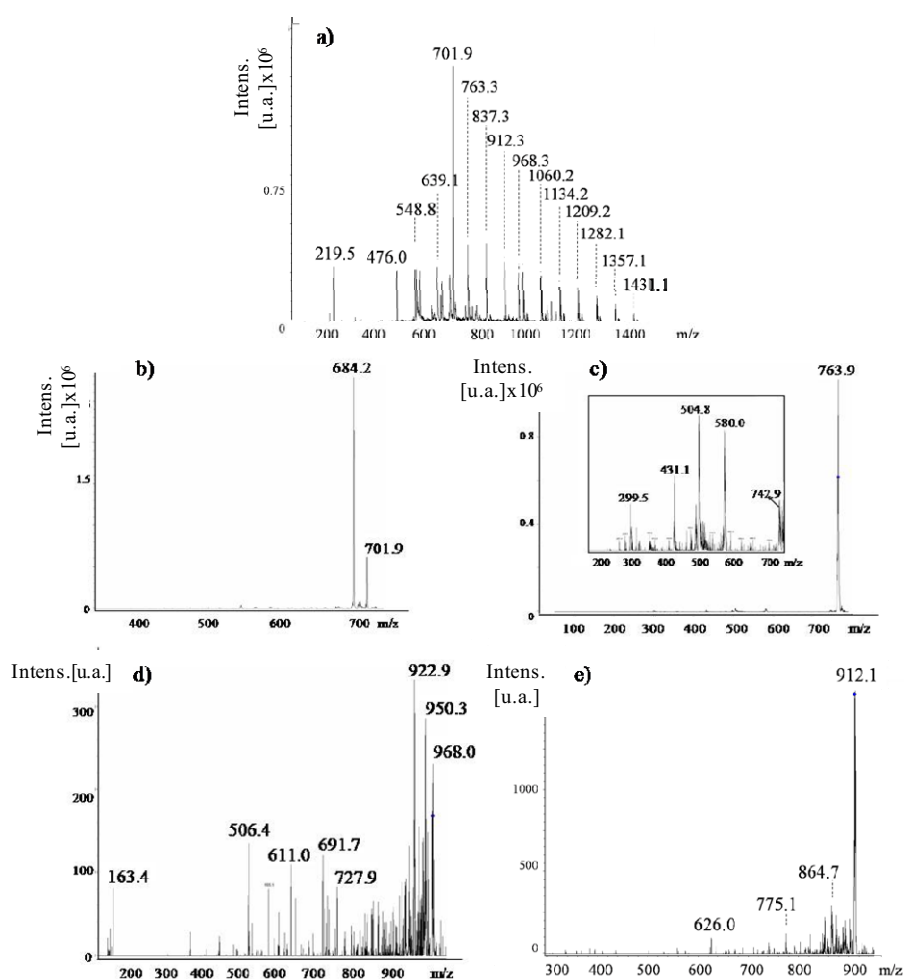 a)
Intens.
[u.a.]x10⁶
701.9
763.3
837.3
912.3
968.3
1060.2
1134.2
1209.2
1282.1
1357.1
1431.1
639.1
548.8
476.0
219.5
0.75
0
200 400 600 800 1000 1200 1400 m/z
b)
Intens.
[u.a.]x10⁶
684.2
701.9
1.5
0
400 500 600 700 m/z
c)
Intens.
[u.a.]x10⁶
763.9
0.8
0.4
0
504.8
580.0
431.1
299.5
742.9
200 300 400 500 600 700 m/z
100 200 300 400 500 600 700 m/z
d)
Intens.[u.a.]
922.9
950.3
968.0
506.4
611.0
691.7
727.9
163.4
300
200
100
0
200 300 400 500 600 700 800 900 m/z
e)
Intens.
[u.a.]
912.1
864.7
775.1
626.0
1000
500
0
300 400 500 600 700 800 900 m/z